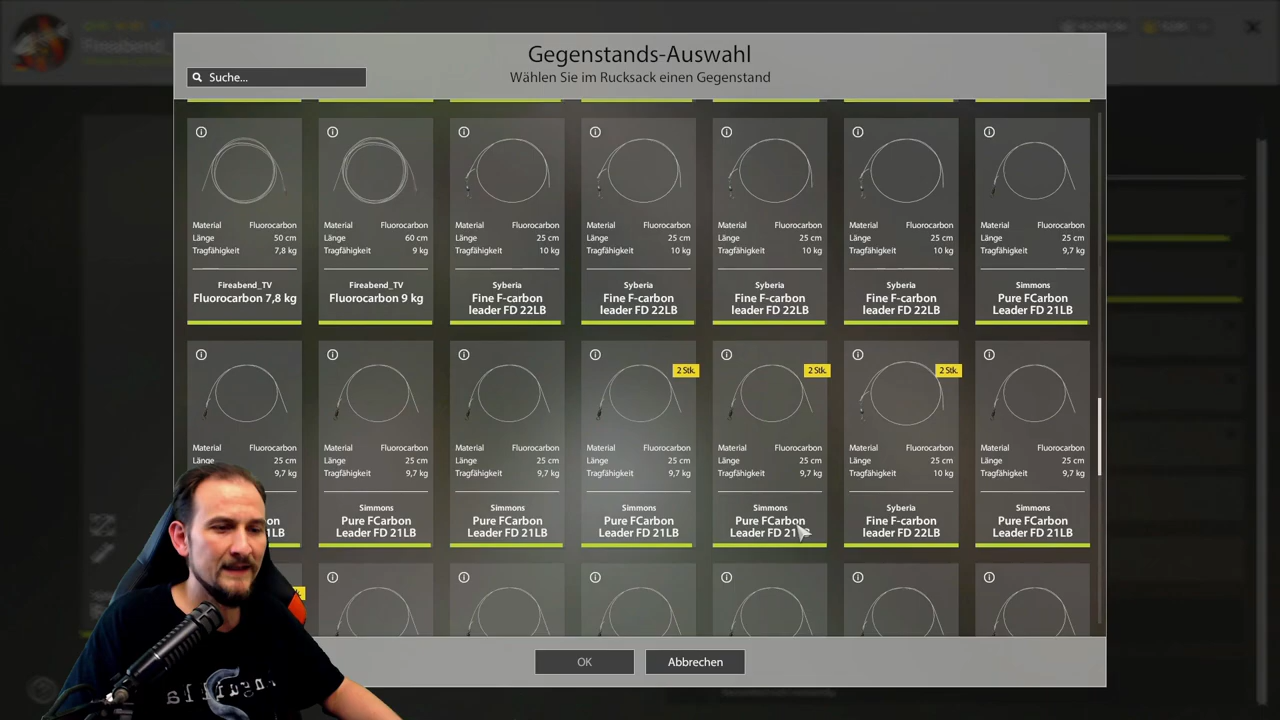 Gegenstands-Auswahl
Suche...
Wählen Sie im Rucksack einen Gegenstand
Material Fluorocarbon
Länge 50 cm
Tragfähigkeit 7,8 kg
Fireabend_TV
Fluorocarbon 7,8 kg
Material Fluorocarbon
Länge 60 cm
Tragfähigkeit 9 kg
Fireabend_TV
Fluorocarbon 9 kg
Material Fluorocarbon
Länge 25 cm
Tragfähigkeit 10 kg
Syberia
Fine F-carbon
leader FD 22LB
Material Fluorocarbon
Länge 25 cm
Tragfähigkeit 10 kg
Syberia
Fine F-carbon
leader FD 22LB
Material Fluorocarbon
Länge 25 cm
Tragfähigkeit 10 kg
Syberia
Fine F-carbon
leader FD 22LB
Material Fluorocarbon
Länge 25 cm
Tragfähigkeit 10 kg
Syberia
Fine F-carbon
leader FD 22LB
Material Fluorocarbon
Länge 25 cm
Tragfähigkeit 9,7 kg
Simmons
Pure FCarbon
Leader FD 21LB
Material Fluorocarbon
Länge 25 cm
9,7 kg
Material Fluorocarbon
Länge 25 cm
Tragfähigkeit 9,7 kg
Simmons
Pure FCarbon
Leader FD 21LB
Material Fluorocarbon
Länge 25 cm
Tragfähigkeit 9,7 kg
Simmons
Pure FCarbon
Leader FD 21LB
2 Stk.
Material Fluorocarbon
Länge 25 cm
Tragfähigkeit 9,7 kg
Simmons
Pure FCarbon
Leader FD 21LB
2 Stk.
Material Fluorocarbon
Länge 25 cm
Tragfähigkeit 9,7 kg
Simmons
Pure FCarbon
Leader FD
2 Stk.
Material Fluorocarbon
Länge 25 cm
Tragfähigkeit 10 kg
Syberia
Fine F-carbon
leader FD 22LB
Material Fluorocarbon
Länge 25 cm
Tragfähigkeit 9,7 kg
Simmons
Pure FCarbon
Leader FD 21LB
OK
Abbrechen